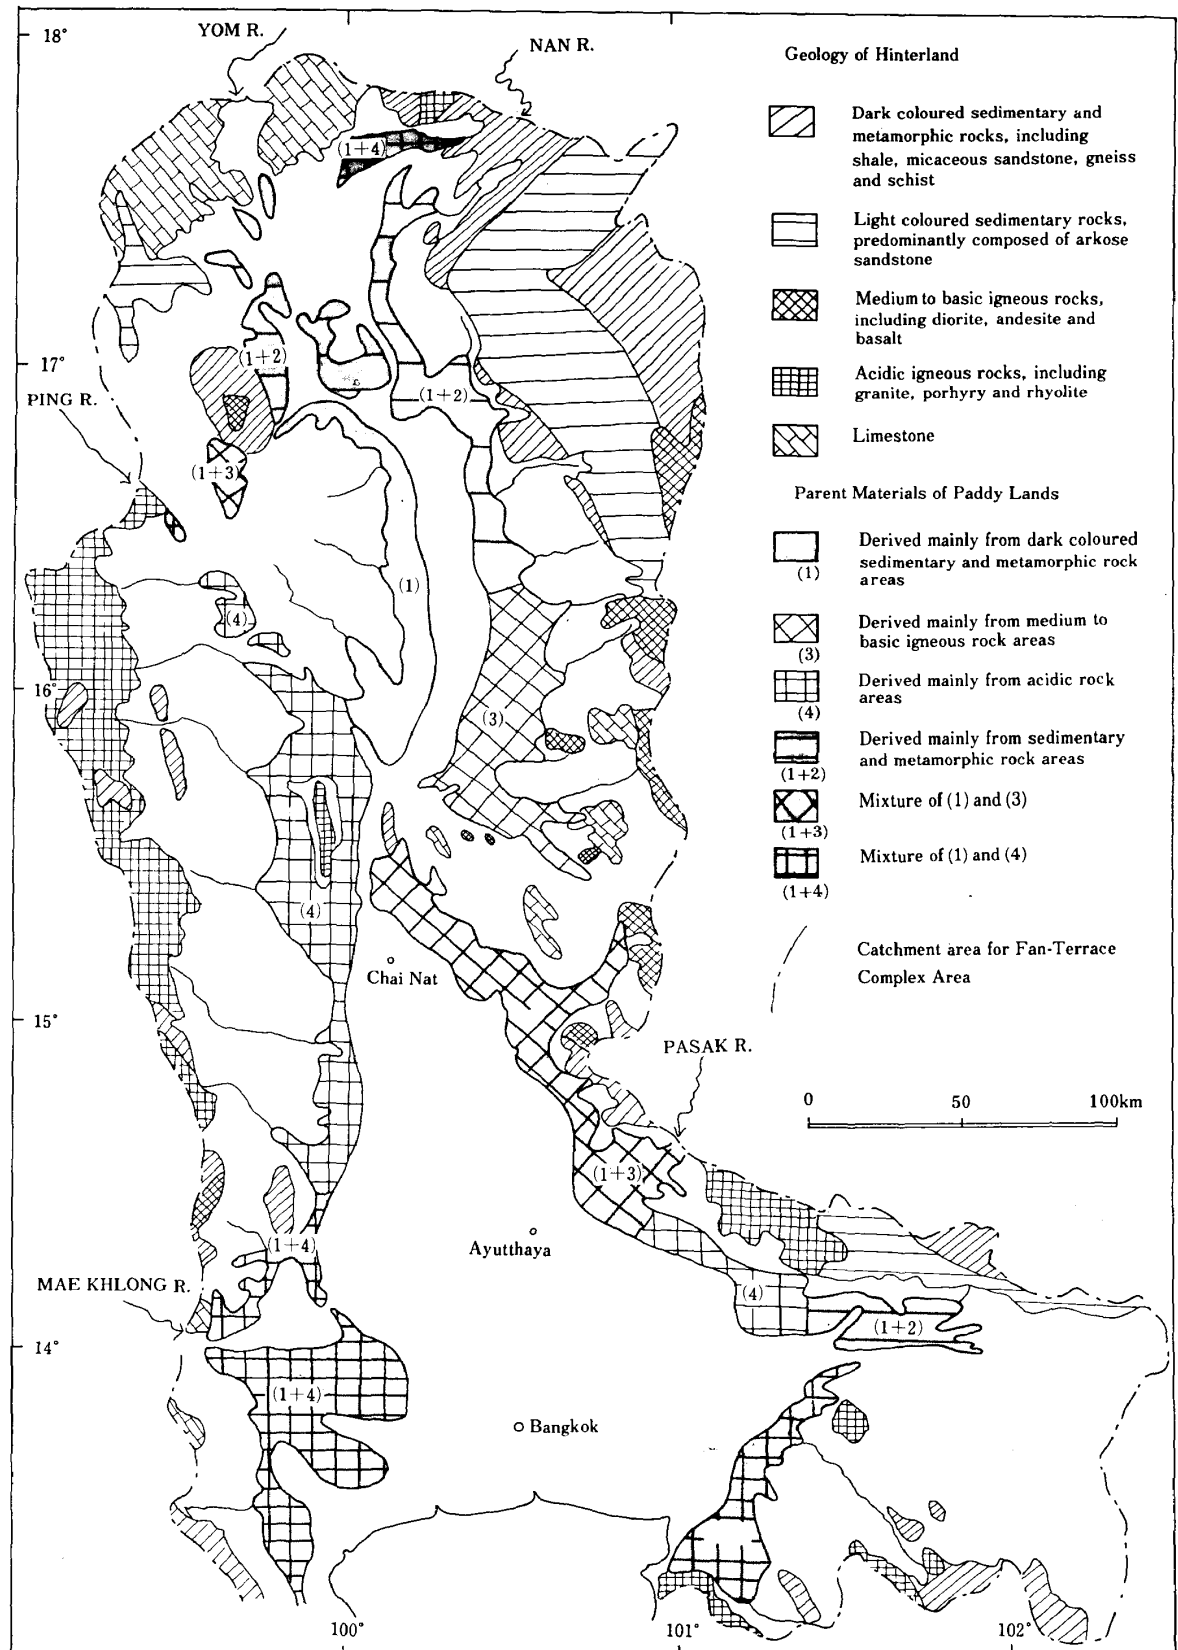 YOM R.
NAN R.
18°
Geology of Hinterland
Dark coloured sedimentary and
metamorphic rocks, including
shale, micaceous sandstone, gneiss
and schist
(1+4)
Light coloured sedimentary rocks,
predominantly composed of arkose
sandstone
Medium to basic igneous rocks,
including diorite, andesite and
basalt
17°
(1+2)
(1+2)
Acidic igneous rocks, including
granite, porhyry and rhyolite
PING R.
Limestone
(1+3)
Parent Materials of Paddy Lands
Derived mainly from dark coloured
sedimentary and metamorphic rock
areas
(1)
(1)
(4)
Derived mainly from medium to
basic igneous rock areas
(3)
16°
(3)
Derived mainly from acidic rock
areas
(4)
Derived mainly from sedimentary
and metamorphic rock areas
(1+2)
Mixture of (1) and (3)
(1+3)
Mixture of (1) and (4)
(1+4)
(4)
Chai Nat
Catchment area for Fan-Terrace
Complex Area
15°
PASAK R.
0 50 100km
(1+3)
Ayutthaya
(1+4)
MAE KHLONG R.
(4)
(1+2)
14°
(1+4)
Bangkok
100° 101° 102°